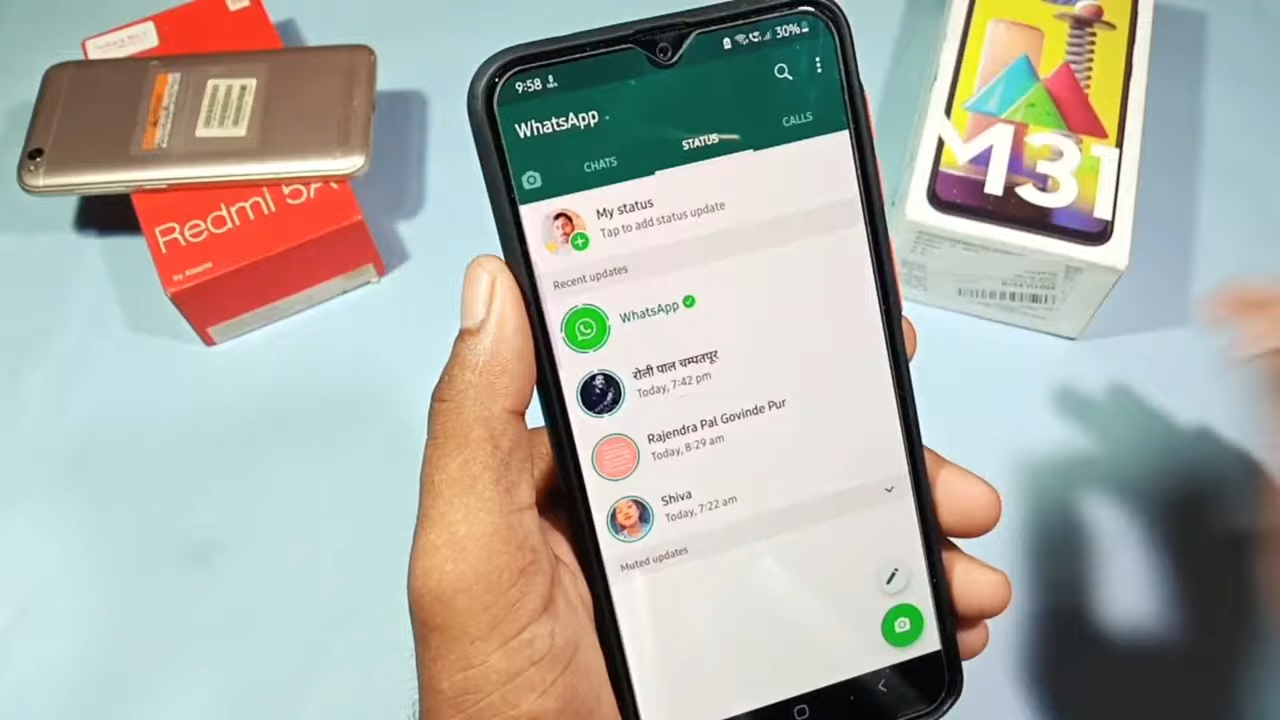 9:58
30%
WhatsApp
CHATS
STATUS
CALLS
My status
Tap to add status update
Recent updates
WhatsApp
रोली पाल चम्पतपूर
Today, 7:42 pm
Rajendra Pal Govinde Pur
Today, 8:29 am
Shiva
Today, 7:22 am
Muted updates
Redmi 5A
by Xiaomi
M31